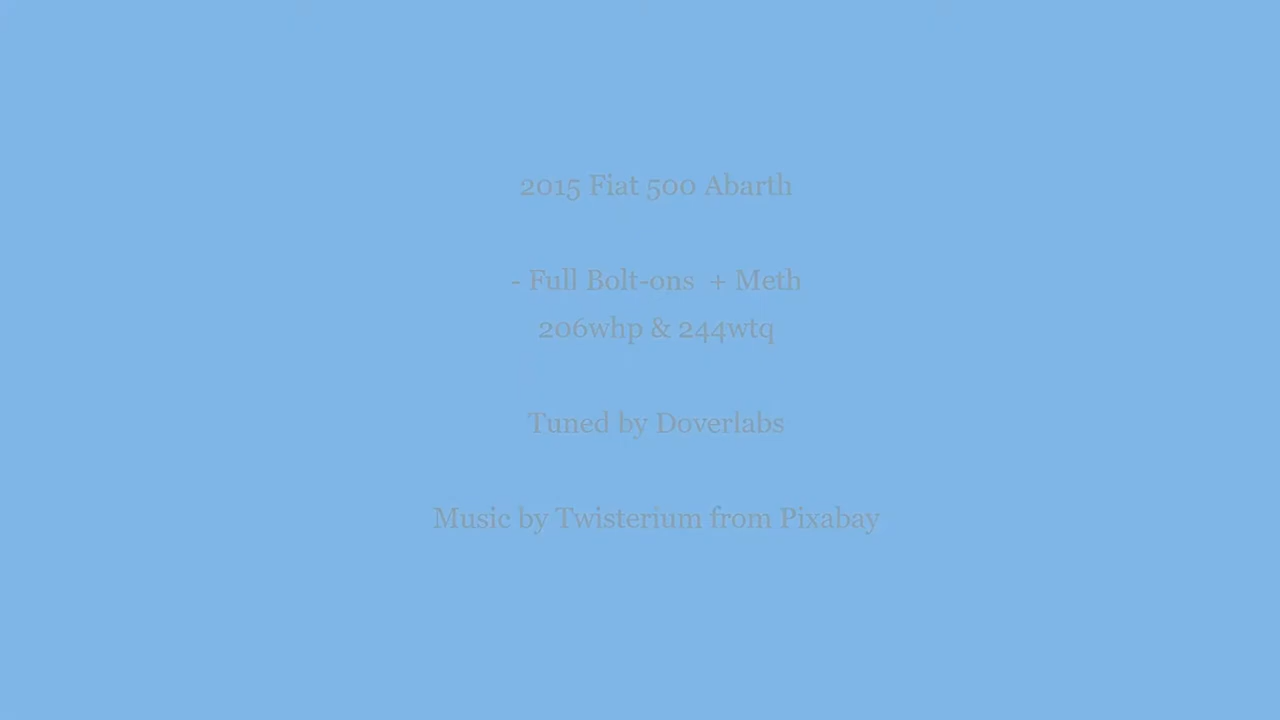 2015 Fiat 500 Abarth
- Full Bolt-ons  + Meth
206whp & 244wtq
Tuned by Doverlabs
Music by Twisterium from Pixabay